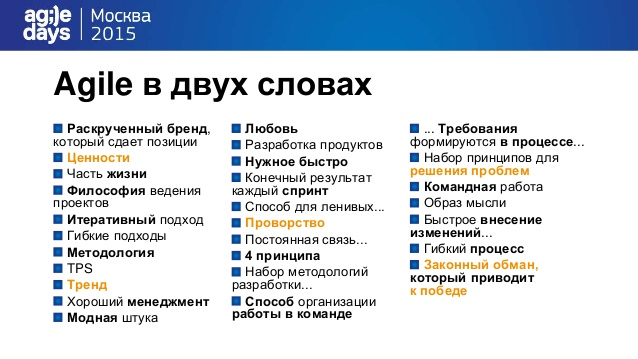 agile
days
Москва
2015
Agile в двух словах
Раскрученный бренд,
который сдает позиции
Ценности
Часть жизни
Философия ведения
проектов
Итеративный подход
Гибкие подходы
Методология
TPS
Тренд
Хороший менеджмент
Модная штука
Любовь
Разработка продуктов
Нужное быстро
Конечный результат
каждый спринт
Способ для ленивых...
Проворство
Постоянная связь...
4 принципа
Набор методологий
разработки...
Способ организации
работы в команде
... Требования
формируются в процессе...
Набор принципов для
решения проблем
Командная работа
Образ мысли
Быстрое внесение
изменений...
Гибкий процесс
Законный обман,
который приводит
к победе